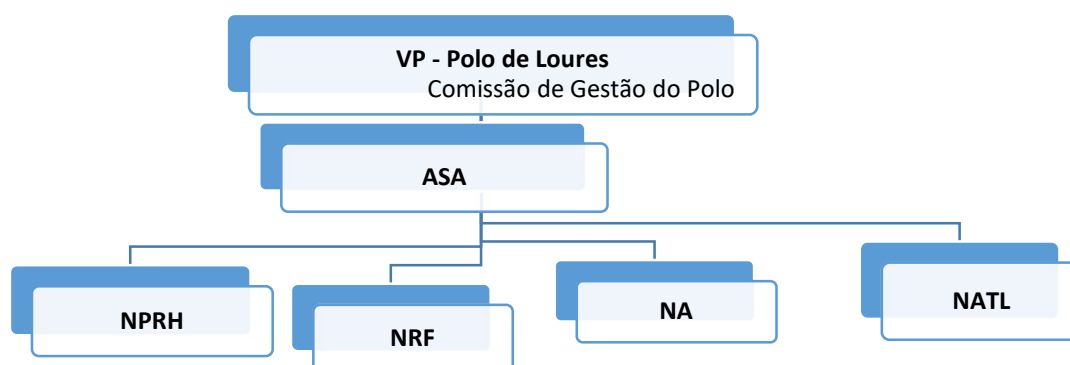 VP - Polo de Loures
Comissão de Gestão do Polo
ASA
NPRH
NRF
NA
NATL